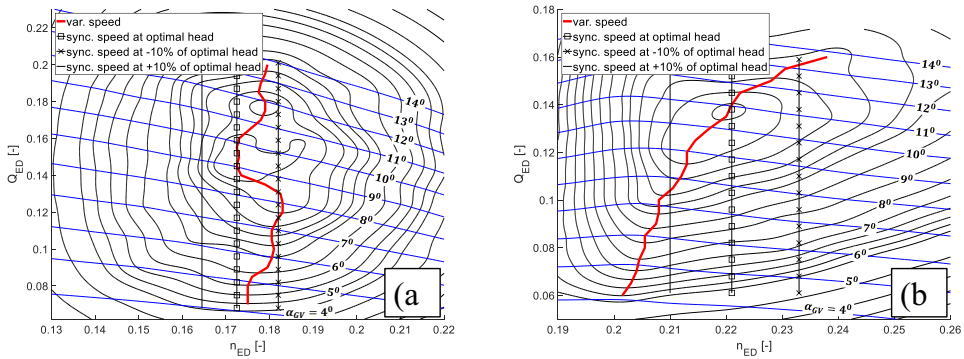 var. speed
sync. speed at optimal head
sync. speed at -10% of optimal head
sync. speed at +10% of optimal head
0.22
0.2
0.18
0.16
0.14
0.12
0.1
0.08
Q_ED [-]
14⁰
13⁰
12⁰
11⁰
10⁰
9⁰
8⁰
7⁰
6⁰
5⁰
α_GV = 4⁰
(a
0.13 0.14 0.15 0.16 0.17 0.18 0.19 0.2 0.21 0.22
n_ED [-]
var. speed
sync. speed at optimal head
sync. speed at -10% of optimal head
sync. speed at +10% of optimal head
0.2
0.18
0.16
0.14
0.12
0.1
0.08
0.06
Q_ED [-]
14⁰
13⁰
12⁰
11⁰
10⁰
9⁰
8⁰
7⁰
6⁰
5⁰
α_GV = 4⁰
(b
0.19 0.2 0.21 0.22 0.23 0.24 0.25 0.26
n_ED [-]